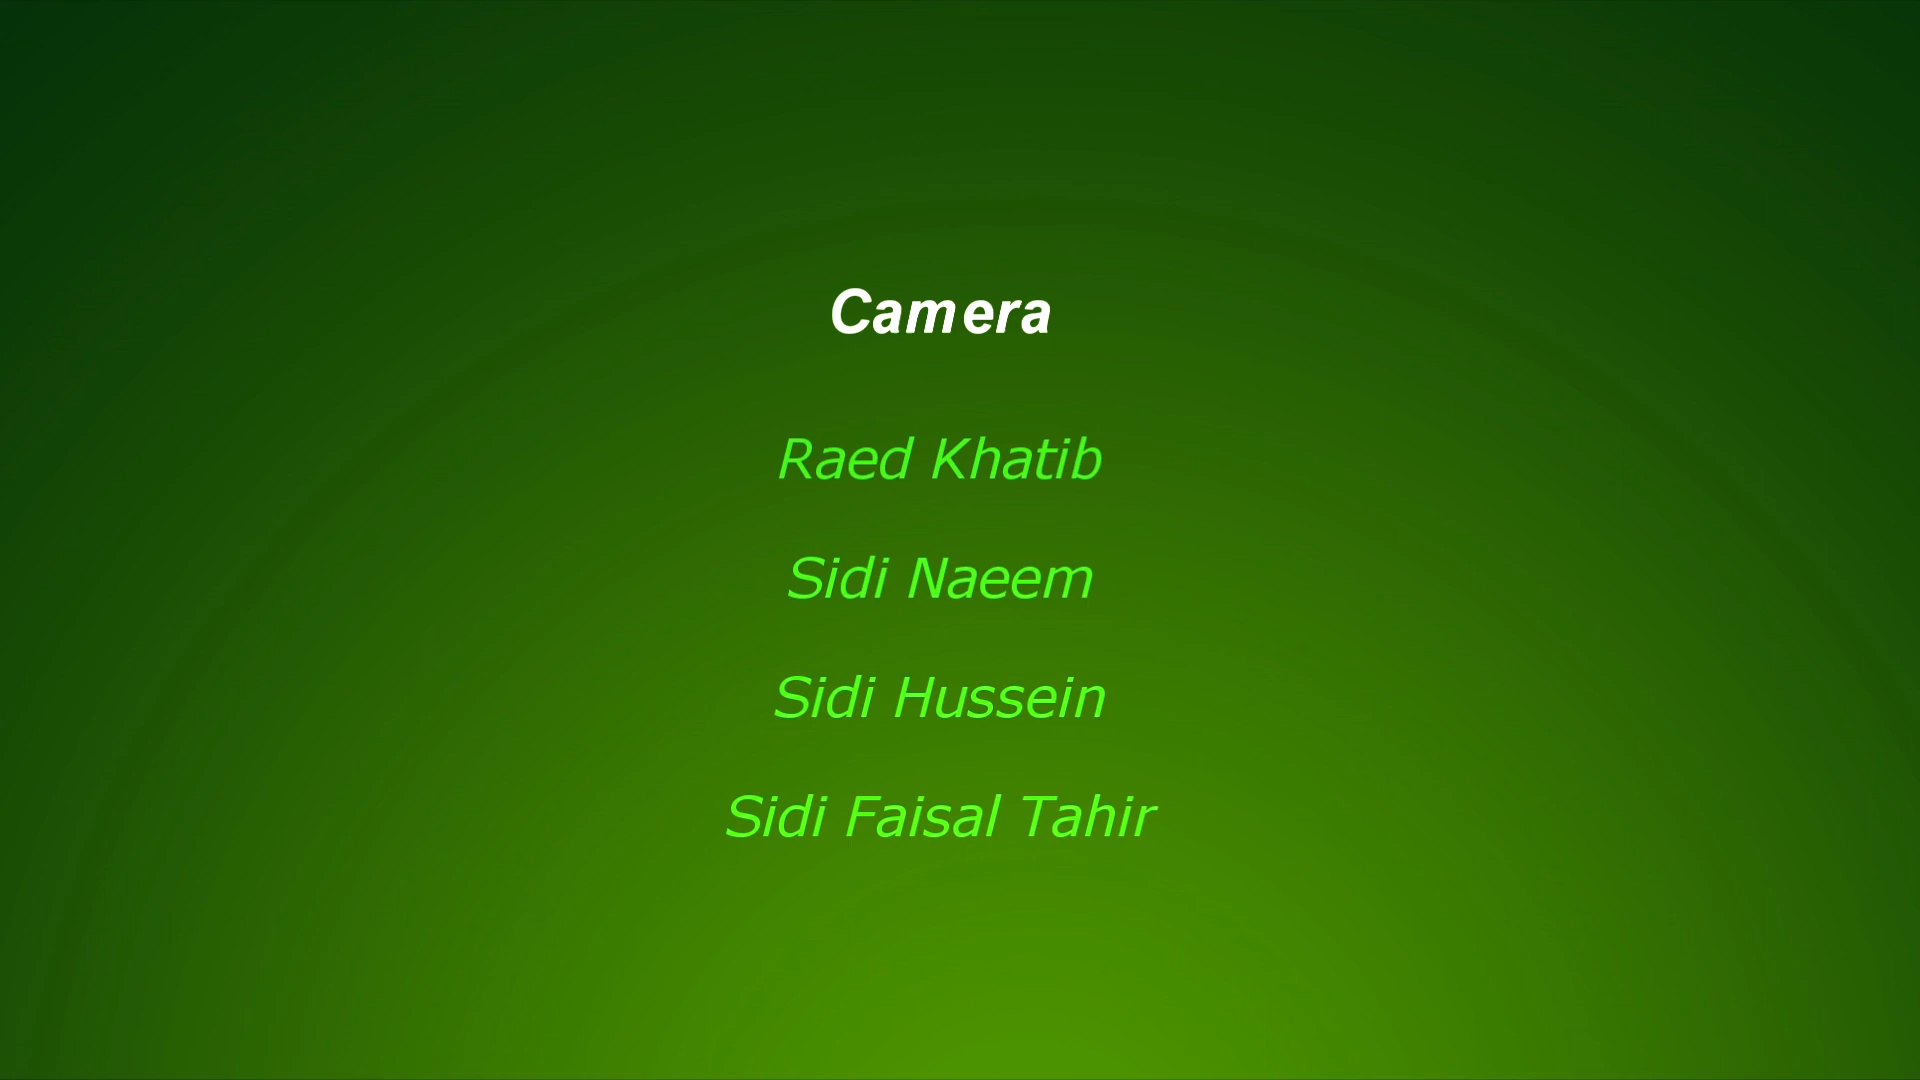 Camera
Raed Khatib
Sidi Naeem
Sidi Hussein
Sidi Faisal Tahir